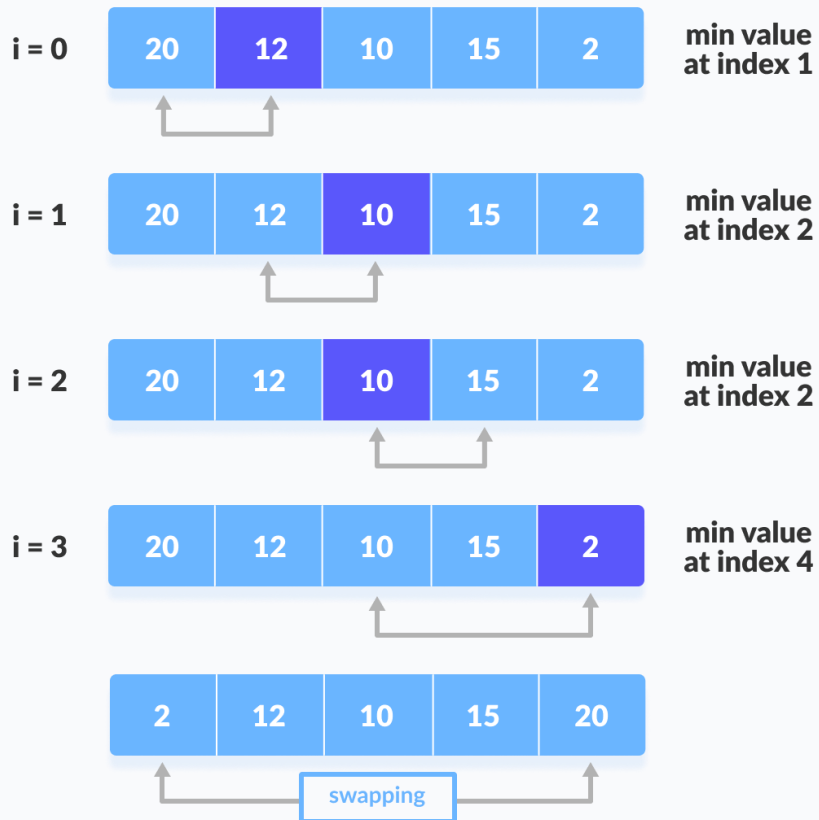 i = 0
20 12 10 15 2
min value
at index 1
i = 1
20 12 10 15 2
min value
at index 2
i = 2
20 12 10 15 2
min value
at index 2
i = 3
20 12 10 15 2
min value
at index 4
2 12 10 15 20
swapping